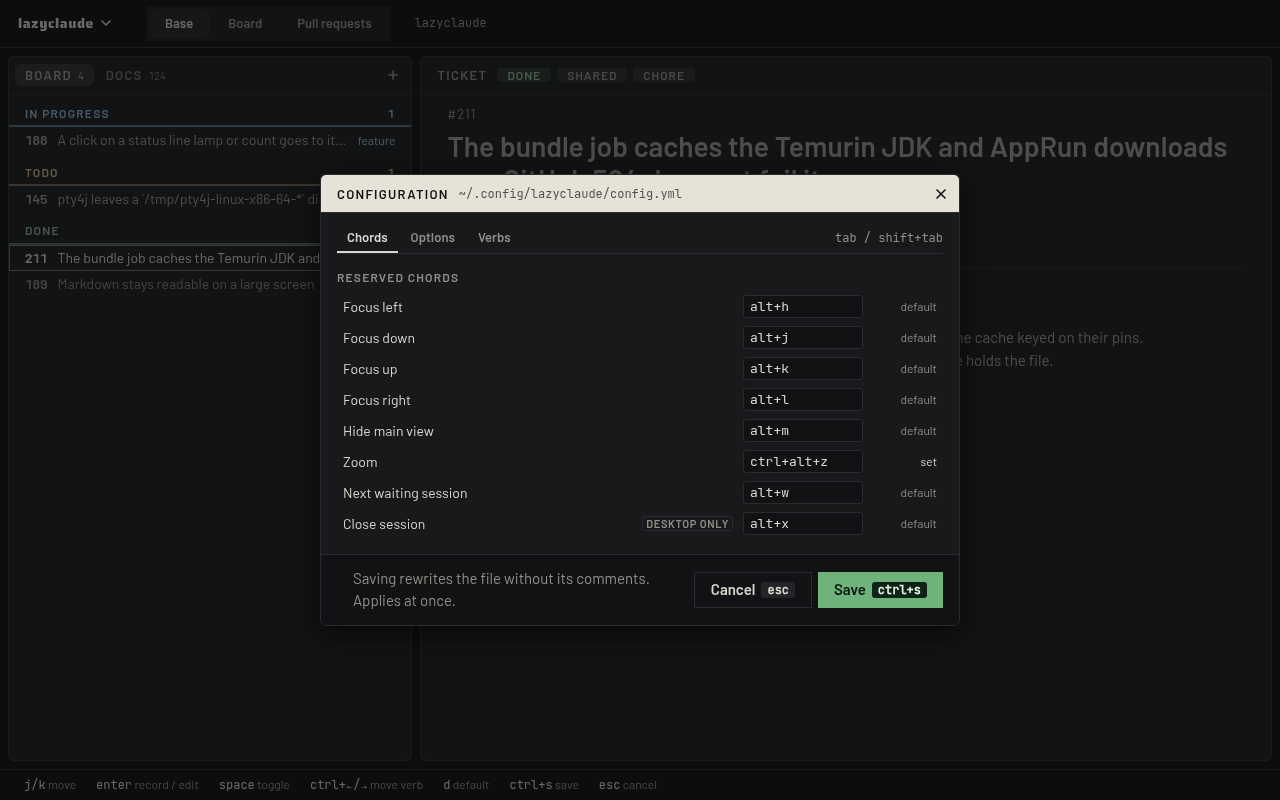 lazyclaude
Base Board Pull requests lazyclaude
BOARD 4 DOCS 124 +
IN PROGRESS 1
188 A click on a status line lamp or count goes to it… feature
TODO 1
145 pty4j leaves a `/tmp/pty4j-linux-x86-64-*` di
DONE
211 The bundle job caches the Temurin JDK and
189 Markdown stays readable on a large screen
TICKET DONE SHARED CHORE
#211
The bundle job caches the Temurin JDK and AppRun downloads
CONFIGURATION ~/.config/lazyclaude/config.yml
Chords Options Verbs tab / shift+tab
RESERVED CHORDS
Focus left alt+h default
Focus down alt+j default
Focus up alt+k default
Focus right alt+l default
Hide main view alt+m default
Zoom ctrl+alt+z set
Next waiting session alt+w default
Close session DESKTOP ONLY alt+x default
Saving rewrites the file without its comments.
Applies at once.
Cancel esc Save ctrl+s
cache keyed on their pins.
holds the file.
j/k move enter record / edit space toggle ctrl+←/→ move verb d default ctrl+s save esc cancel